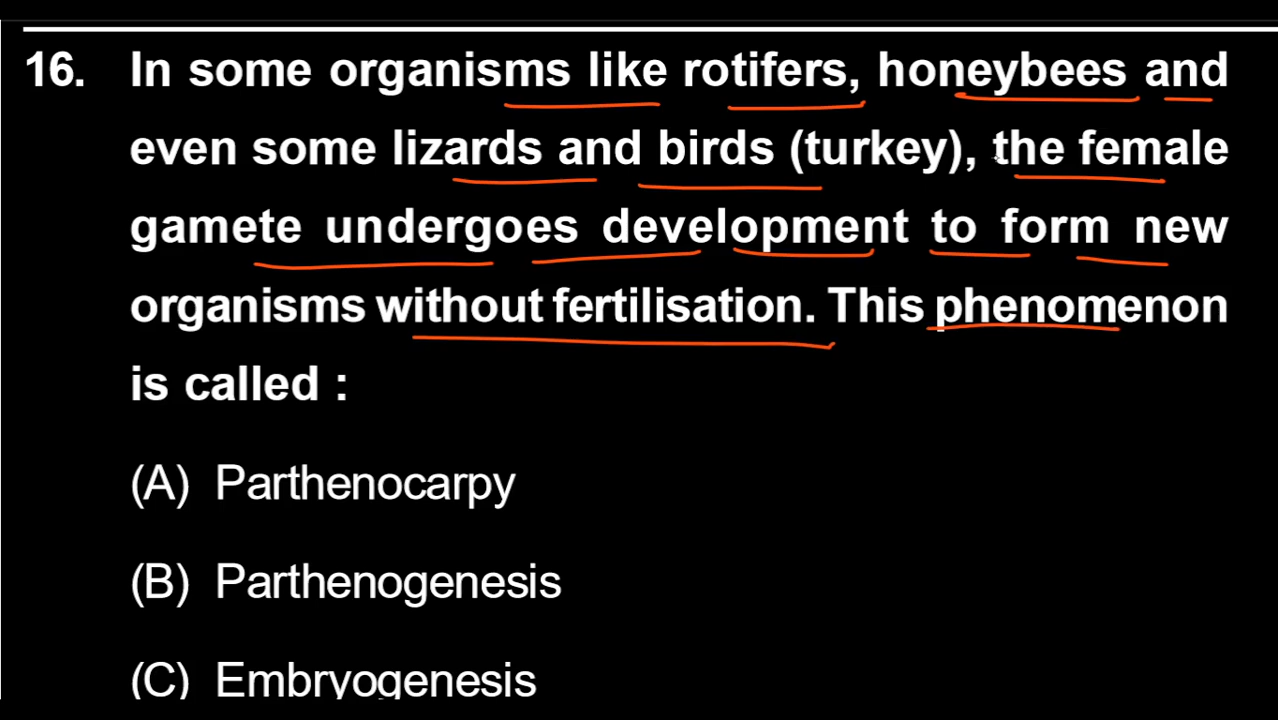 16. In some organisms like rotifers, honeybees and
even some lizards and birds (turkey), the female
gamete undergoes development to form new
organisms without fertilisation. This phenomenon
is called :
(A) Parthenocarpy
(B) Parthenogenesis
(C) Embryogenesis